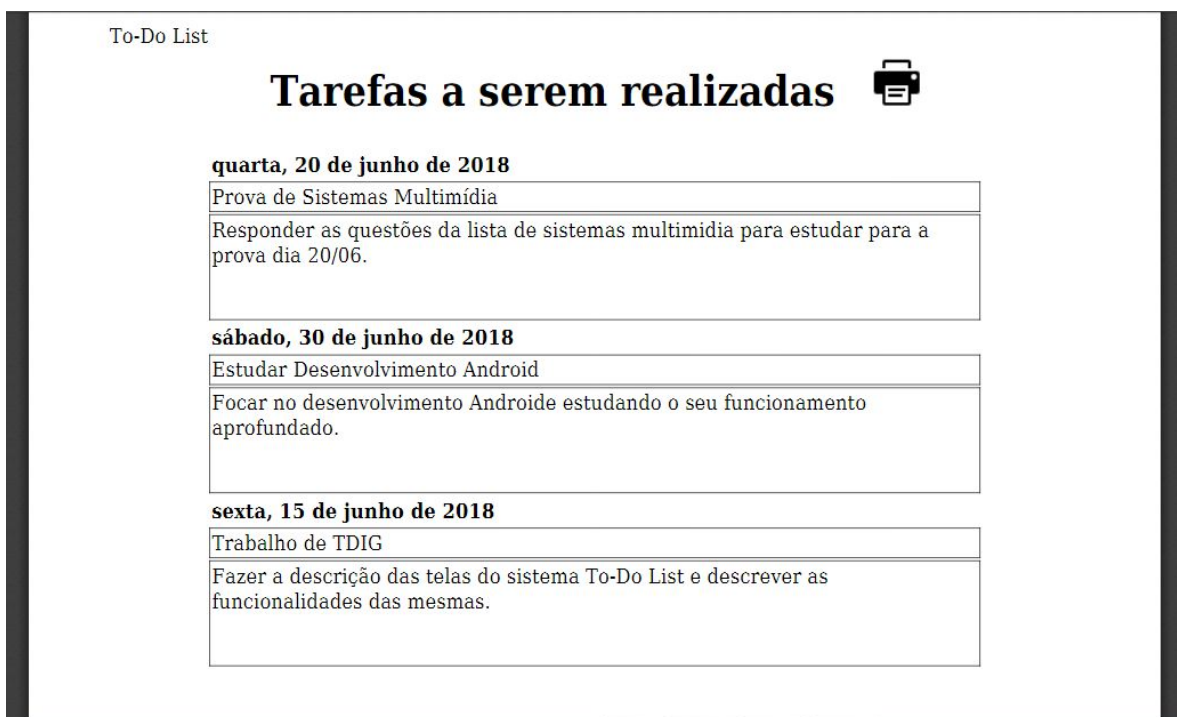 To-Do List
Tarefas a serem realizadas
quarta, 20 de junho de 2018
Prova de Sistemas Multimídia
Responder as questões da lista de sistemas multimidia para estudar para a
prova dia 20/06.
sábado, 30 de junho de 2018
Estudar Desenvolvimento Android
Focar no desenvolvimento Androide estudando o seu funcionamento
aprofundado.
sexta, 15 de junho de 2018
Trabalho de TDIG
Fazer a descrição das telas do sistema To-Do List e descrever as
funcionalidades das mesmas.